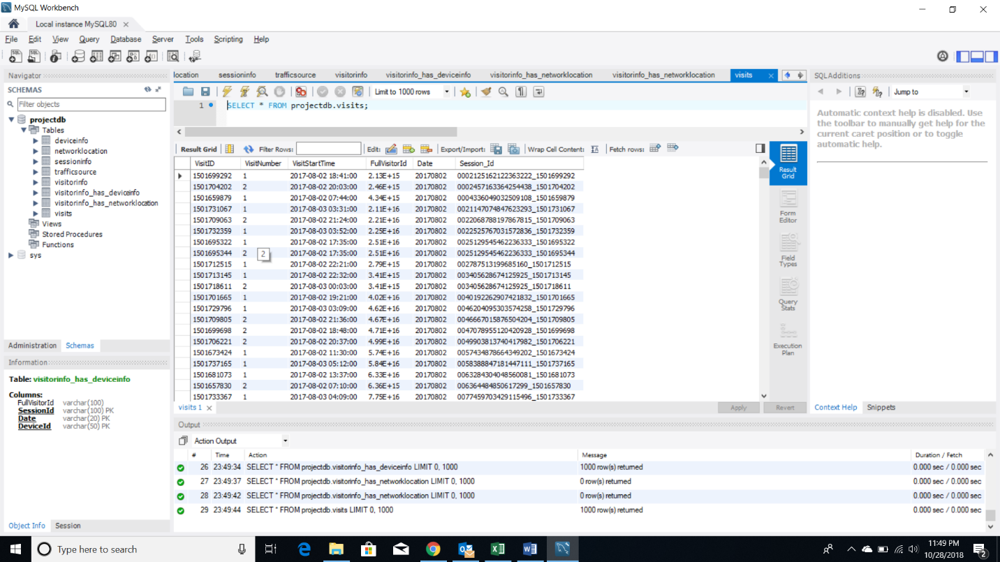 MySQL Workbench
Local instance MySQL80
File Edit View Query Database Server Tools Scripting Help
Navigator
SCHEMAS
Filter objects
projectdb
Tables
deviceinfo
networklocation
sessioninfo
trafficsource
visitorinfo
visitorinfo_has_deviceinfo
visitorinfo_has_networklocation
visits
Views
Stored Procedures
Functions
sys
Administration Schemas
Information
Table: visitorinfo_has_deviceinfo
Columns:
FullVisitorId varchar(100)
SessionId varchar(100) PK
Date varchar(20) PK
DeviceId varchar(50) PK
Object Info Session
location sessioninfo trafficsource visitorinfo visitorinfo_has_deviceinfo visitorinfo_has_networklocation visitorinfo_has_networklocation visits
Limit to 1000 rows
1 SELECT * FROM projectdb.visits;
Result Grid Filter Rows: Edit: Export/Import: Wrap Cell Content: Fetch rows:
VisitID VisitNumber VisitStartTime FullVisitorId Date Session_Id
1501699292 1 2017-08-02 18:41:00 2.13E+15 20170802 0002125162122363222_1501699292
1501704202 2 2017-08-02 20:03:00 2.46E+15 20170802 0002457163364254438_1501704202
1501659879 1 2017-08-02 07:44:00 4.34E+15 20170802 0004336049032509108_1501659879
1501731067 1 2017-08-03 03:31:00 2.11E+16 20170802 0021147074847623293_1501731067
1501709063 2 2017-08-02 21:24:00 2.21E+16 20170802 0022068788197867815_1501709063
1501732359 1 2017-08-03 03:52:00 2.25E+16 20170802 0022525767031572836_1501732359
1501695322 1 2017-08-02 17:35:00 2.51E+16 20170802 0025129545462236333_1501695322
1501695344 2 2017-08-02 17:35:00 2.51E+16 20170802 0025129545462236333_1501695344
2
1501712515 1 2017-08-02 22:21:00 2.79E+15 20170802 002787513199685160_1501712515
1501713145 1 2017-08-02 22:32:00 3.41E+15 20170802 003405628674125925_1501713145
1501718611 2 2017-08-03 00:03:00 3.41E+15 20170802 003405628674125925_1501718611
1501701665 1 2017-08-02 19:21:00 4.02E+16 20170802 0040192262907421832_1501701665
1501729796 1 2017-08-03 03:09:00 4.62E+16 20170802 0046204095303574258_1501729796
1501709805 2 2017-08-02 21:36:00 4.67E+16 20170802 0046667015876504204_1501709805
1501699698 2 2017-08-02 18:48:00 4.71E+16 20170802 0047078955120420928_1501699698
1501706221 2 2017-08-02 20:37:00 4.99E+16 20170802 0049903813740417982_1501706221
1501673424 1 2017-08-02 11:30:00 5.74E+16 20170802 0057434878664349202_1501673424
1501737165 1 2017-08-03 05:12:00 5.84E+16 20170802 0058388847181447111_1501737165
1501681073 1 2017-08-02 13:37:00 6.33E+16 20170802 0063284304048560081_1501681073
1501657830 2 2017-08-02 07:10:00 6.36E+15 20170802 006364484850617299_1501657830
1501733367 1 2017-08-03 04:09:00 7.75E+16 20170802 0077459703429115496_1501733367
visits 1 Apply Revert
Result Grid
Form Editor
Field Types
Query Stats
Execution Plan
SQLAdditions
Jump to
Automatic context help is disabled. Use
the toolbar to manually get help for the
current caret position or to toggle
automatic help.
Context Help Snippets
Output
Action Output
# Time Action Message Duration / Fetch
26 23:49:34 SELECT * FROM projectdb.visitorinfo_has_deviceinfo LIMIT 0, 1000 1000 row(s) returned 0.000 sec / 0.000 sec
27 23:49:37 SELECT * FROM projectdb.visitorinfo_has_networklocation LIMIT 0, 1000 0 row(s) returned 0.000 sec / 0.000 sec
28 23:49:42 SELECT * FROM projectdb.visitorinfo_has_networklocation LIMIT 0, 1000 0 row(s) returned 0.000 sec / 0.000 sec
29 23:49:44 SELECT * FROM projectdb.visits LIMIT 0, 1000 1000 row(s) returned 0.000 sec / 0.000 sec
Type here to search
11:49 PM
10/28/2018
2